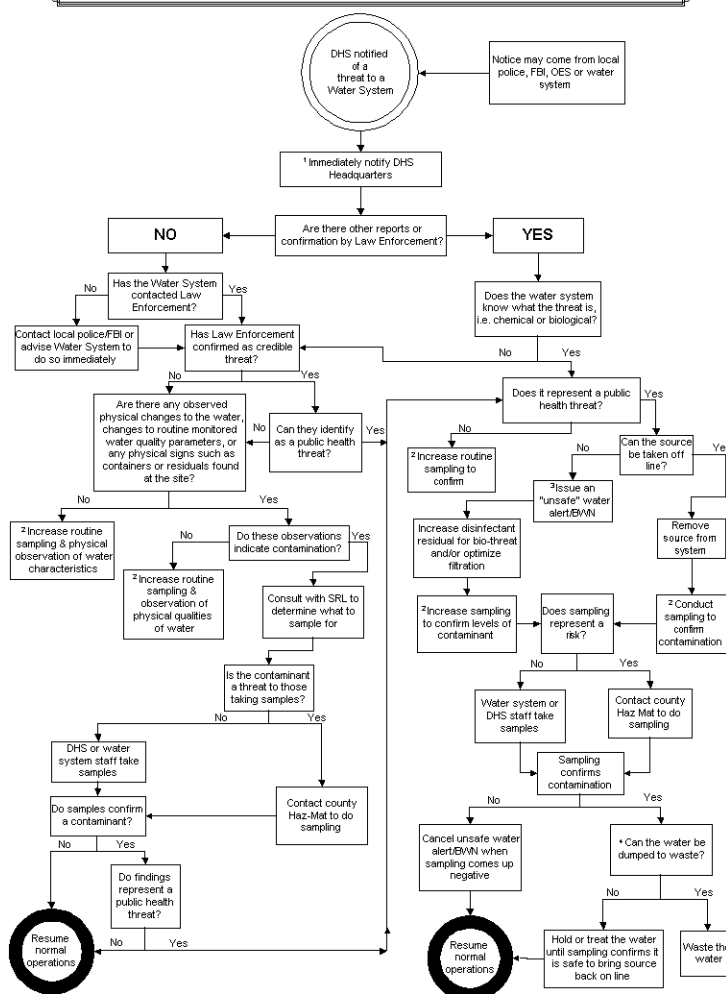 DHS notified
of a
threat to a
Water System
Notice may come from local
police, FBI, OES or water
system
1 Immediately notify DHS
Headquarters
Are there other reports or
confirmation by Law Enforcement?
NO
YES
Has the Water System
contacted Law
Enforcement?
No
Yes
Does the water system
know what the threat is,
i.e. chemical or biological?
No
Yes
Contact local police/FBI or
advise Water System to
do so immediately
Has Law Enforcement
confirmed as credible
threat?
No
Yes
Does it represent a public
health threat?
No
Yes
Are there any observed
physical changes to the water,
changes to routine monitored
water quality parameters, or
any physical signs such as
containers or residuals found
at the site?
No
Yes
Can they identify
as a public health
threat?
No
Yes
2 Increase routine
sampling to
confirm
Can the source
be taken off
line?
No
Yes
3 Issue an
"unsafe" water
alert/BWN
Remove
source from
system
2 Increase routine
sampling & physical
observation of water
characteristics
Do these observations
indicate contamination?
No
Yes
Increase disinfectant
residual for bio-threat
and/or optimize
filtration
2 Increase routine
sampling &
observation of
physical qualities
of water
Consult with SRL to
determine what to
sample for
2 Increase sampling
to confirm levels of
contaminant
Does sampling
represent a
risk?
No
Yes
2 Conduct
sampling to
confirm
contamination
Is the contaminant
a threat to those
taking samples?
No
Yes
Water system or
DHS staff take
samples
Contact county
Haz Mat to do
sampling
DHS or water
system staff take
samples
Sampling
confirms
contamination
No
Yes
Do samples confirm
a contaminant?
No
Yes
Contact county
Haz-Mat to do
sampling
Cancel unsafe water
alert/BWN when
sampling comes up
negative
Can the water be
dumped to waste?
No
Yes
Do findings
represent a
public health
threat?
No
Yes
Resume
normal
operations
Resume
normal
operations
Hold or treat the water
until sampling confirms it
is safe to bring source
back on line
Waste the
water